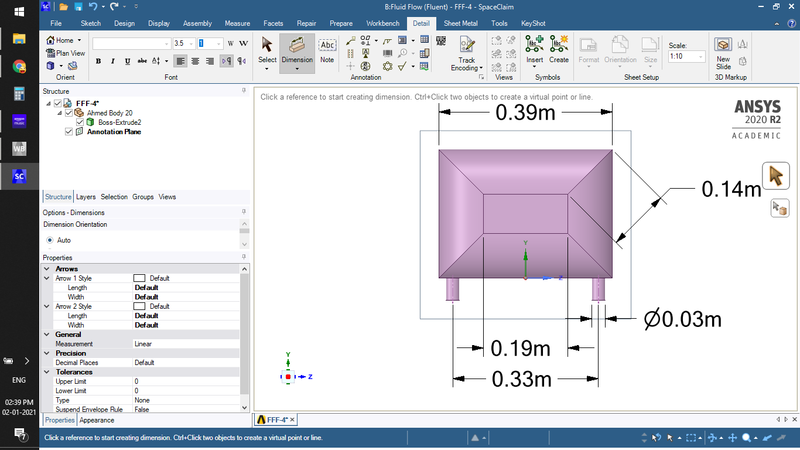 B:Fluid Flow (Fluent) - FFF-4 - SpaceClaim
File
Sketch
Design
Display
Assembly
Measure
Facets
Repair
Prepare
Workbench
Detail
Sheet Metal
Tools
KeyShot
Home
Plan View
3.5
1
Select
Dimension
Abc
Note
Track
Encoding
Insert
Create
Format
Orientation
Size
Scale:
1:10
New
Slide
Orient
Font
Annotation
Views
Symbols
Sheet Setup
3D Markup
Structure
FFF-4*
Ahmed Body 20
Boss-Extrude2
Annotation Plane
Structure
Layers
Selection
Groups
Views
Options - Dimensions
Dimension Orientation
Auto
Properties
Arrows
Arrow 1 Style Default
Length Default
Width Default
Arrow 2 Style Default
Length Default
Width Default
General
Measurement Linear
Precision
Decimal Places Default
Tolerances
Upper Limit 0
Lower Limit 0
Type None
Suspend Envelope Rule False
Properties
Appearance
Click a reference to start creating dimension. Ctrl+Click two objects to create a virtual point or line.
ANSYS
2020 R2
ACADEMIC
0.39m
0.14m
Y
Z
Ø0.03m
0.19m
0.33m
Y
Z
FFF-4*
Click a reference to start creating dimension. Ctrl+Click two objects to create a virtual point or line.
WB
SC
ENG
02:39 PM
02-01-2021
7